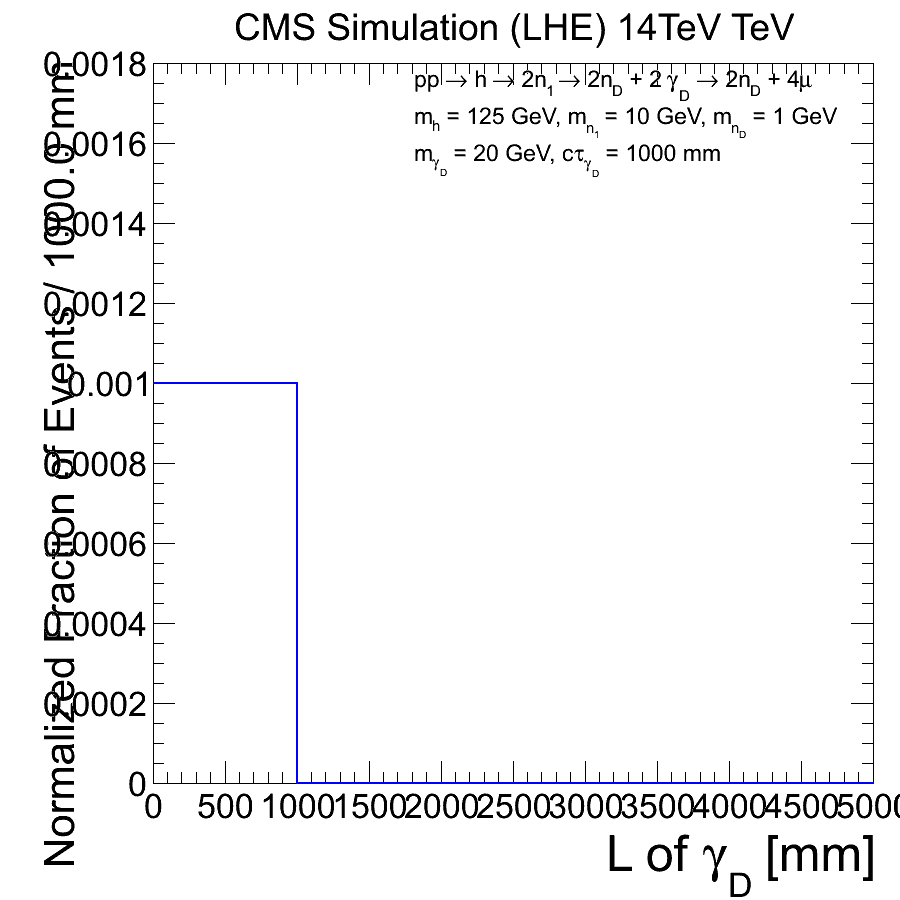 CMS Simulation (LHE) 14TeV TeV
pp → h → 2n1 → 2nD + 2 γD → 2nD + 4μ
mh = 125 GeV, mn1 = 10 GeV, mnD = 1 GeV
mγD = 20 GeV, cτγD = 1000 mm
Normalized Fraction of Events / 1000.0 mm
0.0018
0.0016
0.0014
0.0012
0.001
0.0008
0.0006
0.0004
0.0002
0
0 500 1000 1500 2000 2500 3000 3500 4000 4500 5000
L of γD [mm]